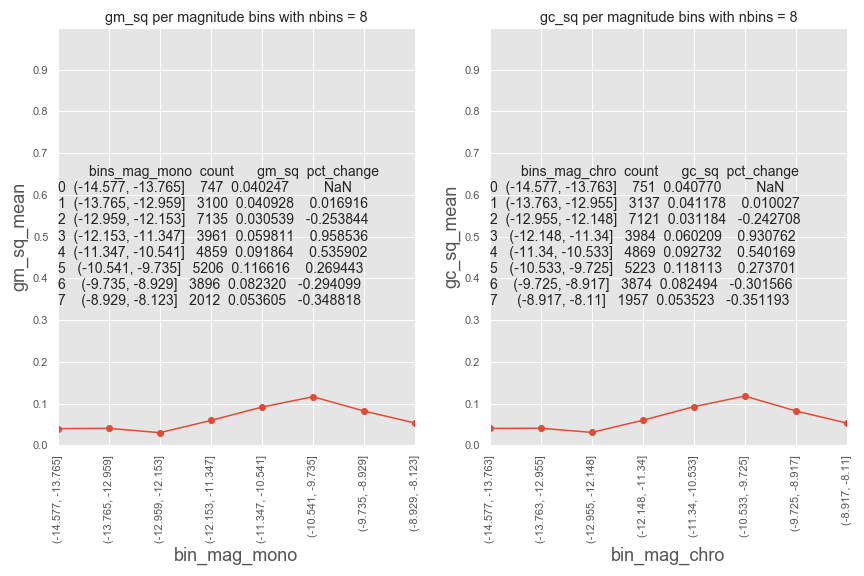 gm_sq per magnitude bins with nbins = 8
gm_sq_mean
0.9
0.8
0.7
0.6
0.5
0.4
0.3
0.2
0.1
0.0
bins_mag_mono count gm_sq pct_change
0 (-14.577, -13.765] 747 0.040247 NaN
1 (-13.765, -12.959] 3100 0.040928 0.016916
2 (-12.959, -12.153] 7135 0.030539 -0.253844
3 (-12.153, -11.347] 3961 0.059811 0.958536
4 (-11.347, -10.541] 4859 0.091864 0.535902
5 (-10.541, -9.735] 5206 0.116616 0.269443
6 (-9.735, -8.929] 3896 0.082320 -0.294099
7 (-8.929, -8.123] 2012 0.053605 -0.348818
(-14.577, -13.765]
(-13.765, -12.959]
(-12.959, -12.153]
(-12.153, -11.347]
(-11.347, -10.541]
(-10.541, -9.735]
(-9.735, -8.929]
(-8.929, -8.123]
bin_mag_mono
gc_sq per magnitude bins with nbins = 8
gc_sq_mean
0.9
0.8
0.7
0.6
0.5
0.4
0.3
0.2
0.1
0.0
bins_mag_chro count gc_sq pct_change
0 (-14.577, -13.763] 751 0.040770 NaN
1 (-13.763, -12.955] 3137 0.041178 0.010027
2 (-12.955, -12.148] 7121 0.031184 -0.242708
3 (-12.148, -11.34] 3984 0.060209 0.930762
4 (-11.34, -10.533] 4869 0.092732 0.540169
5 (-10.533, -9.725] 5223 0.118113 0.273701
6 (-9.725, -8.917] 3874 0.082494 -0.301566
7 (-8.917, -8.11] 1957 0.053523 -0.351193
(-14.577, -13.763]
(-13.763, -12.955]
(-12.955, -12.148]
(-12.148, -11.34]
(-11.34, -10.533]
(-10.533, -9.725]
(-9.725, -8.917]
(-8.917, -8.11]
bin_mag_chro